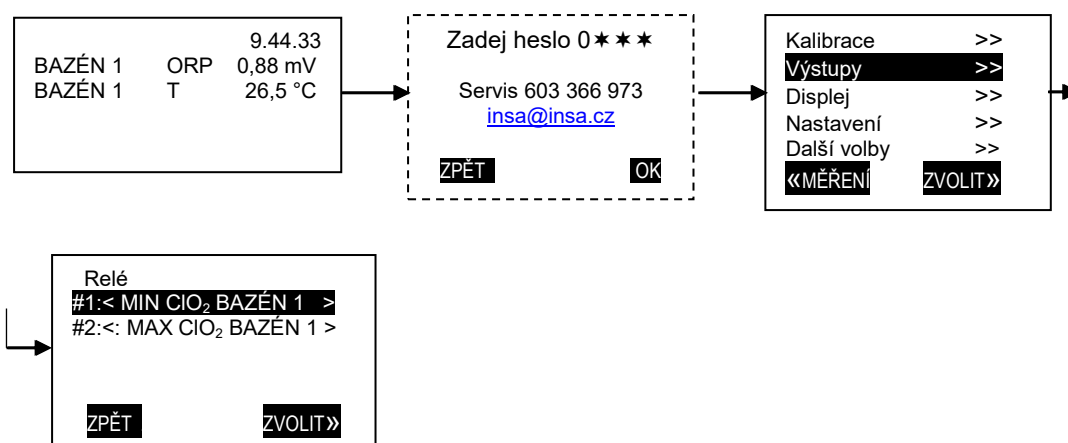 9.44.33
BAZÉN 1 ORP 0,88 mV
BAZÉN 1 T 26,5 °C
Zadej heslo 0✶✶✶
Servis 603 366 973
insa@insa.cz
ZPĚT OK
Kalibrace >>
Výstupy >>
Displej >>
Nastavení >>
Další volby >>
«MĚŘENÍ ZVOLIT»
Relé
#1:< MIN ClO₂ BAZÉN 1 >
#2:<: MAX ClO₂ BAZÉN 1 >
ZPĚT ZVOLIT»